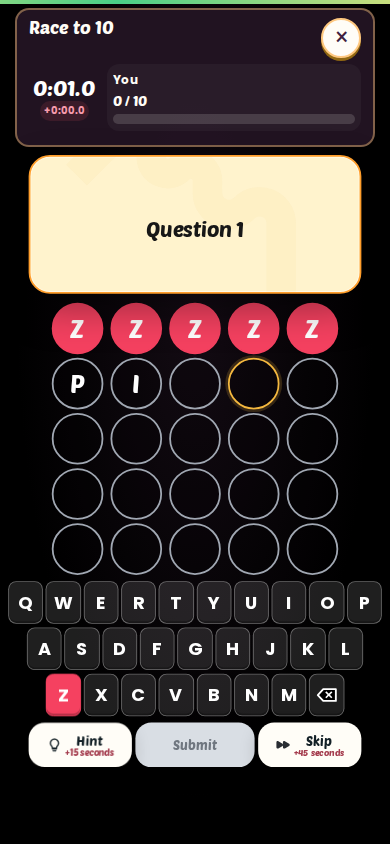 Race to 10
×
0:01.0
+0:00.0
You
0 / 10
Question 1
Z Z Z Z Z
P I
Q W E R T Y U I O P
A S D F G H J K L
Z X C V B N M
Hint
+15 seconds
Submit
Skip
+45 seconds